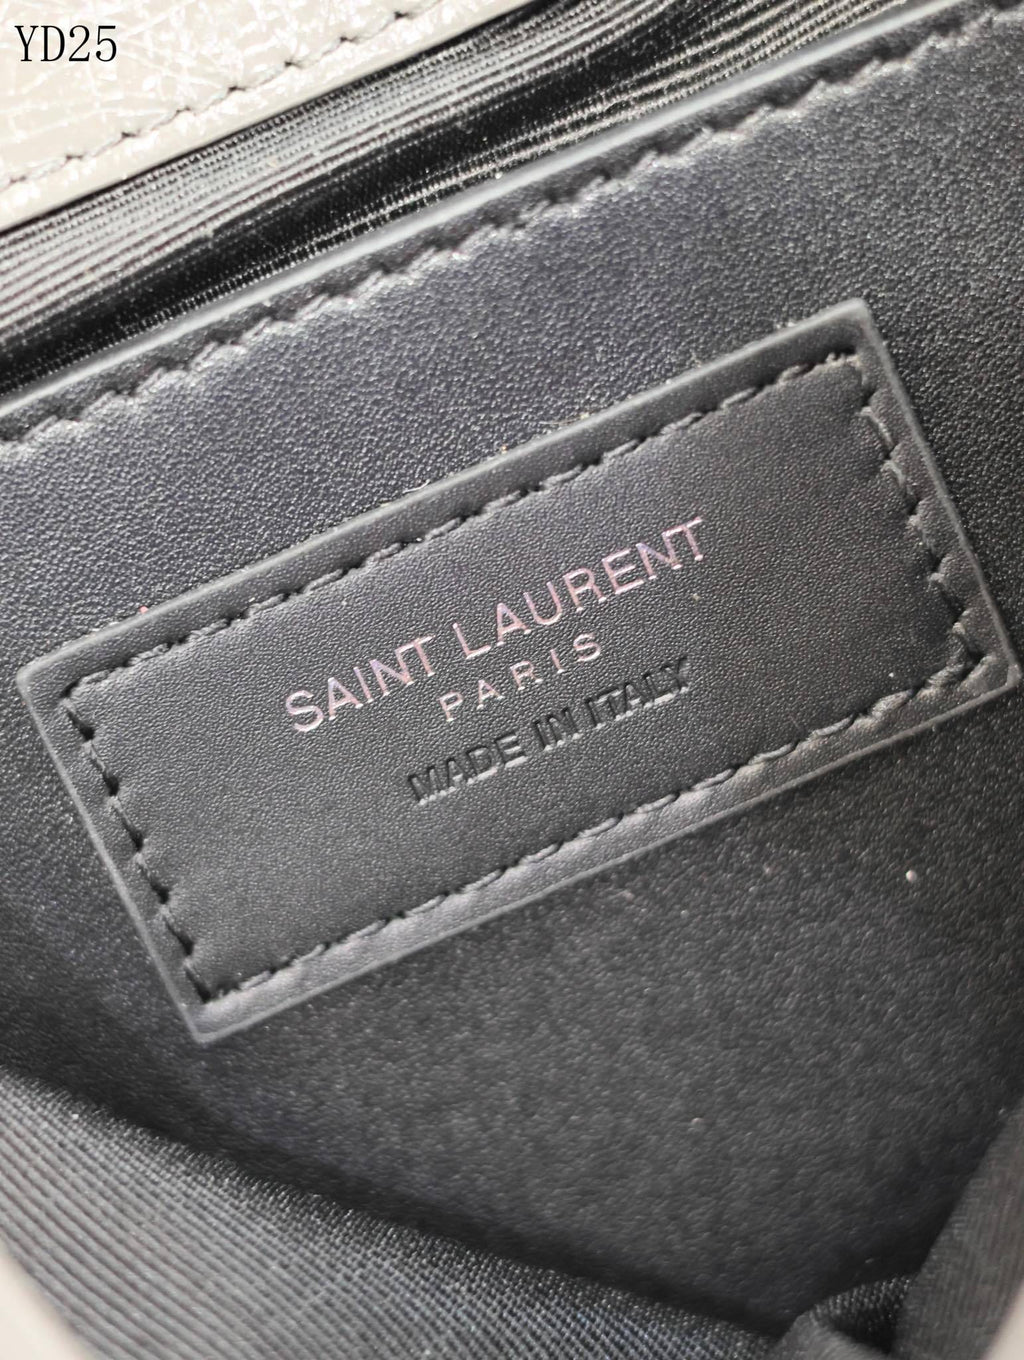 YD25
SAINT LAURENT
PARIS
MADE IN ITALY